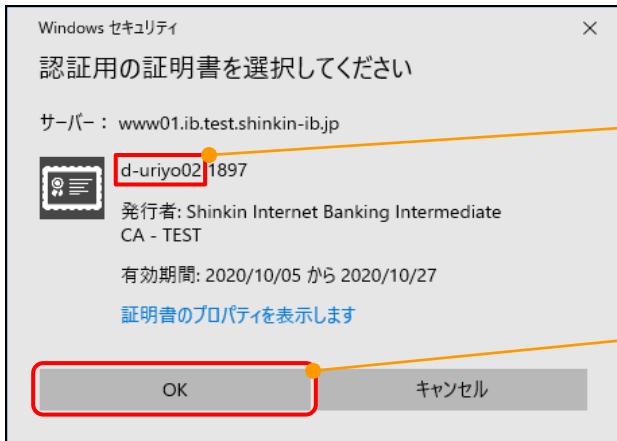 Windows セキュリティ
認証用の証明書を選択してください
サーバー： www01.ib.test.shinkin-ib.jp
d-uriyo02 1897
発行者: Shinkin Internet Banking Intermediate
CA - TEST
有効期間: 2020/10/05 から 2020/10/27
証明書のプロパティを表示します
OK キャンセル